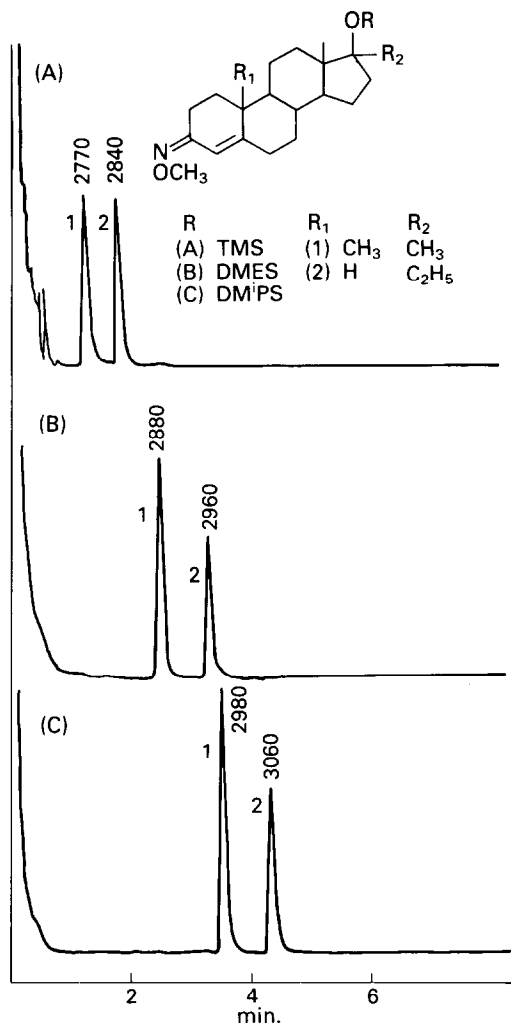 (A)
OR
R₁
R₂
N
OCH₃
2770
2840
1
2
R R₁ R₂
(A) TMS (1) CH₃ CH₃
(B) DMES (2) H C₂H₅
(C) DMⁱPS
(B)
2880
2960
1
2
(C)
2980
3060
1
2
2 4 6
min.